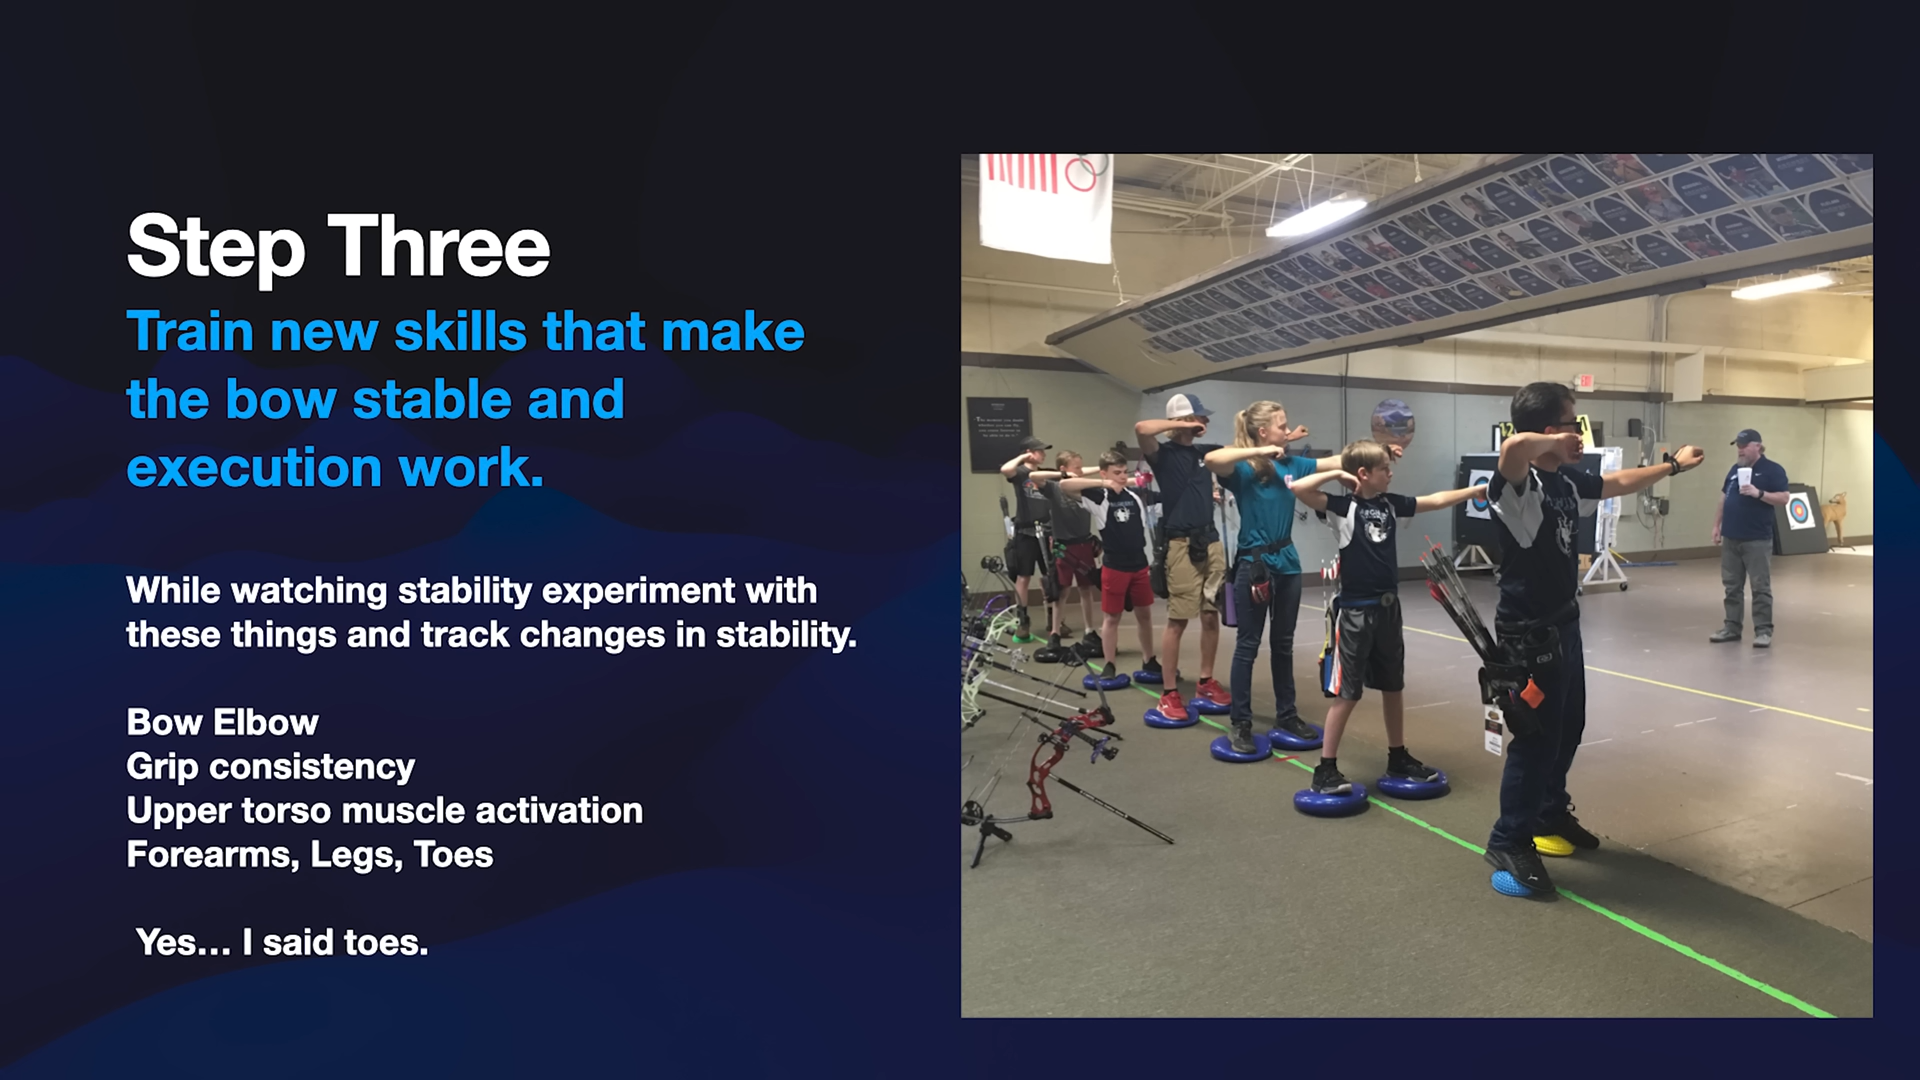 Step Three
Train new skills that make
the bow stable and
execution work.
While watching stability experiment with
these things and track changes in stability.
Bow Elbow
Grip consistency
Upper torso muscle activation
Forearms, Legs, Toes
Yes... I said toes.